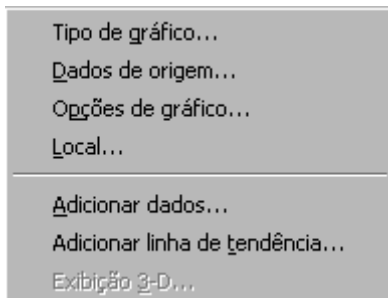 Tipo de gráfico...
Dados de origem...
Opções de gráfico...
Local...
Adicionar dados...
Adicionar linha de tendência...
Exibição 3-D...